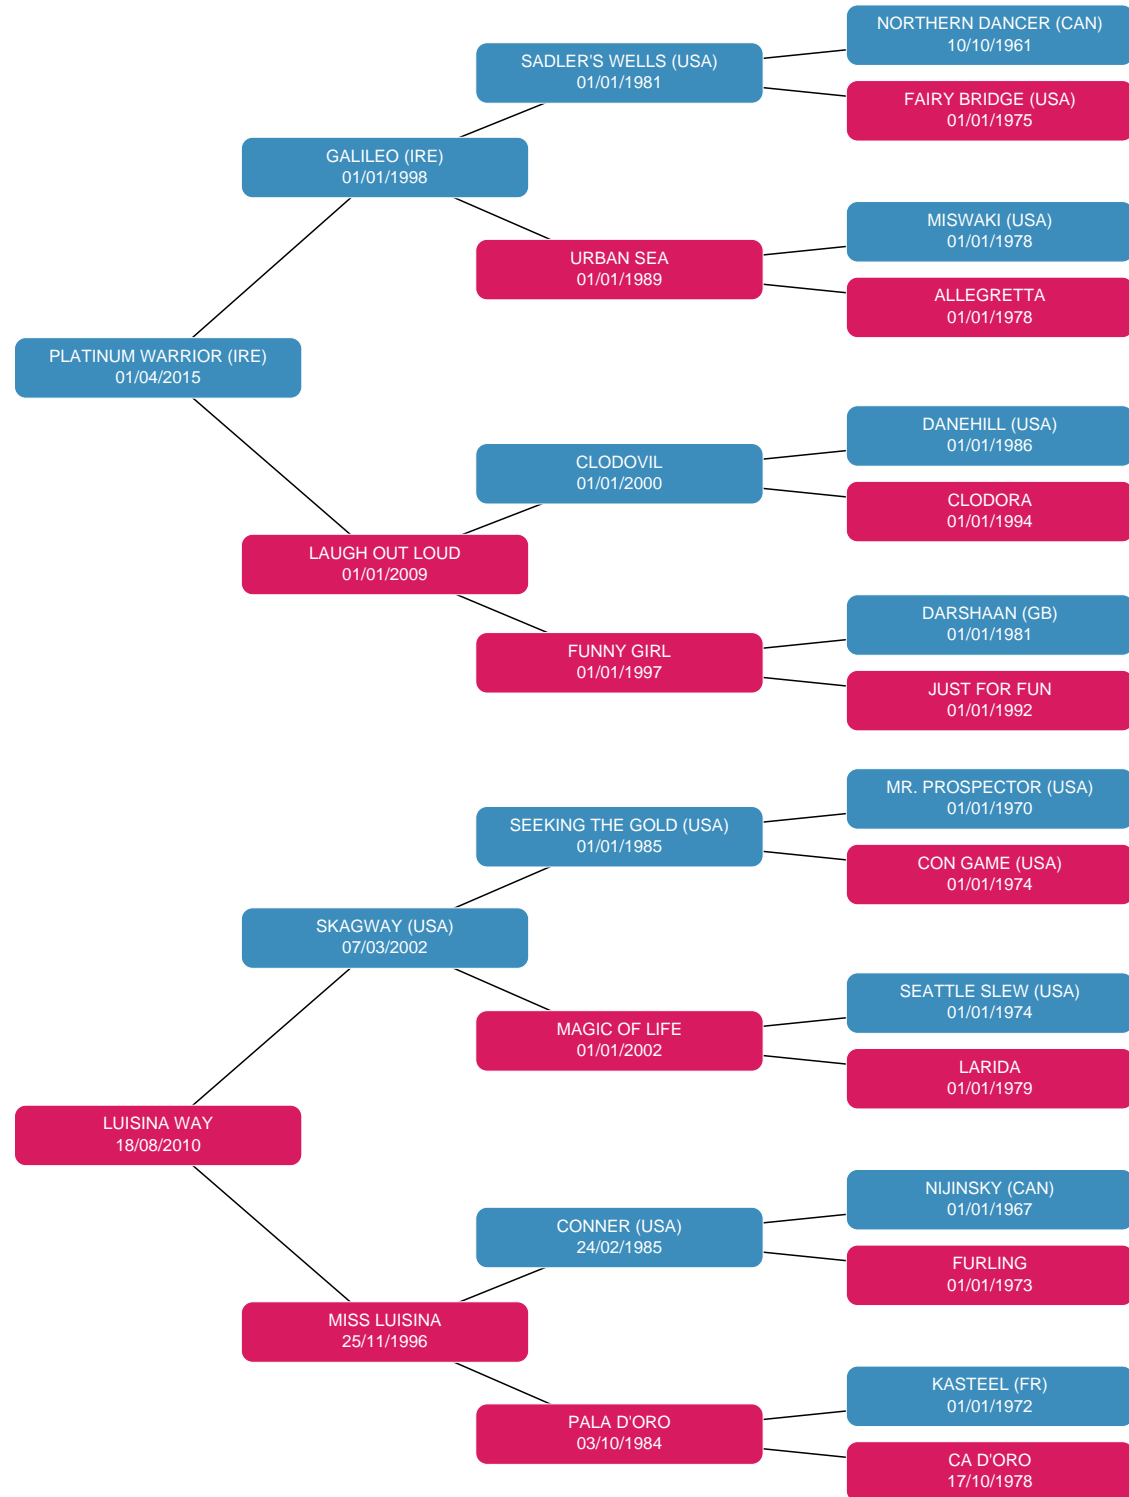 NORTHERN DANCER (CAN)
10/10/1961
SADLER'S WELLS (USA)
01/01/1981
FAIRY BRIDGE (USA)
01/01/1975
GALILEO (IRE)
01/01/1998
MISWAKI (USA)
01/01/1978
URBAN SEA
01/01/1989
ALLEGRETTA
01/01/1978
PLATINUM WARRIOR (IRE)
01/04/2015
DANEHILL (USA)
01/01/1986
CLODOVIL
01/01/2000
CLODORA
01/01/1994
LAUGH OUT LOUD
01/01/2009
DARSHAAN (GB)
01/01/1981
FUNNY GIRL
01/01/1997
JUST FOR FUN
01/01/1992
MR. PROSPECTOR (USA)
01/01/1970
SEEKING THE GOLD (USA)
01/01/1985
CON GAME (USA)
01/01/1974
SKAGWAY (USA)
07/03/2002
SEATTLE SLEW (USA)
01/01/1974
MAGIC OF LIFE
01/01/2002
LARIDA
01/01/1979
LUISINA WAY
18/08/2010
NIJINSKY (CAN)
01/01/1967
CONNER (USA)
24/02/1985
FURLING
01/01/1973
MISS LUISINA
25/11/1996
KASTEEL (FR)
01/01/1972
PALA D'ORO
03/10/1984
CA D'ORO
17/10/1978